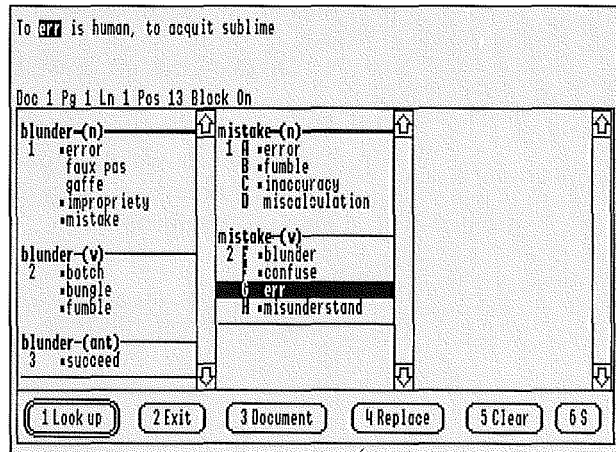 To err is human, to acquit sublime
Doc 1 Pg 1 Ln 1 Pos 13 Block On
blunder-(n)
1 ▪error
faux pas
gaffe
▪impropriety
▪mistake
blunder-(v)
2 ▪botch
▪bungle
▪fumble
blunder-(ant)
3 ▪succeed
mistake-(n)
1 A ▪error
B ▪fumble
C ▪inaccuracy
D miscalculation
mistake-(v)
2 E ▪blunder
F ▪confuse
G err
H ▪misunderstand
1 Look up 2 Exit 3 Document 4 Replace 5 Clear 6 S